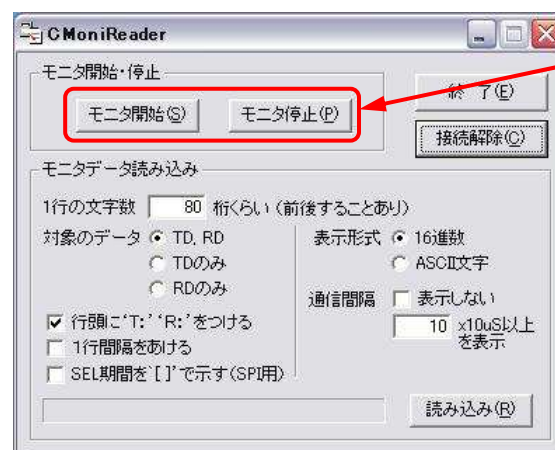 CMoniReader
モニタ開始・停止
モニタ開始(S) モニタ停止(P)
終了(E)
接続解除(C)
モニタデータ読み込み
1行の文字数 80 桁くらい(前後することあり)
対象のデータ TD, RD
TDのみ
RDのみ
表示形式 16進数
ASCII文字
通信間隔 表示しない
10 x10uS以上
を表示
行頭に'T:' 'R:'をつける
1行間隔をあける
SEL期間を`[ ]'で示す(SPI用)
読み込み(R)